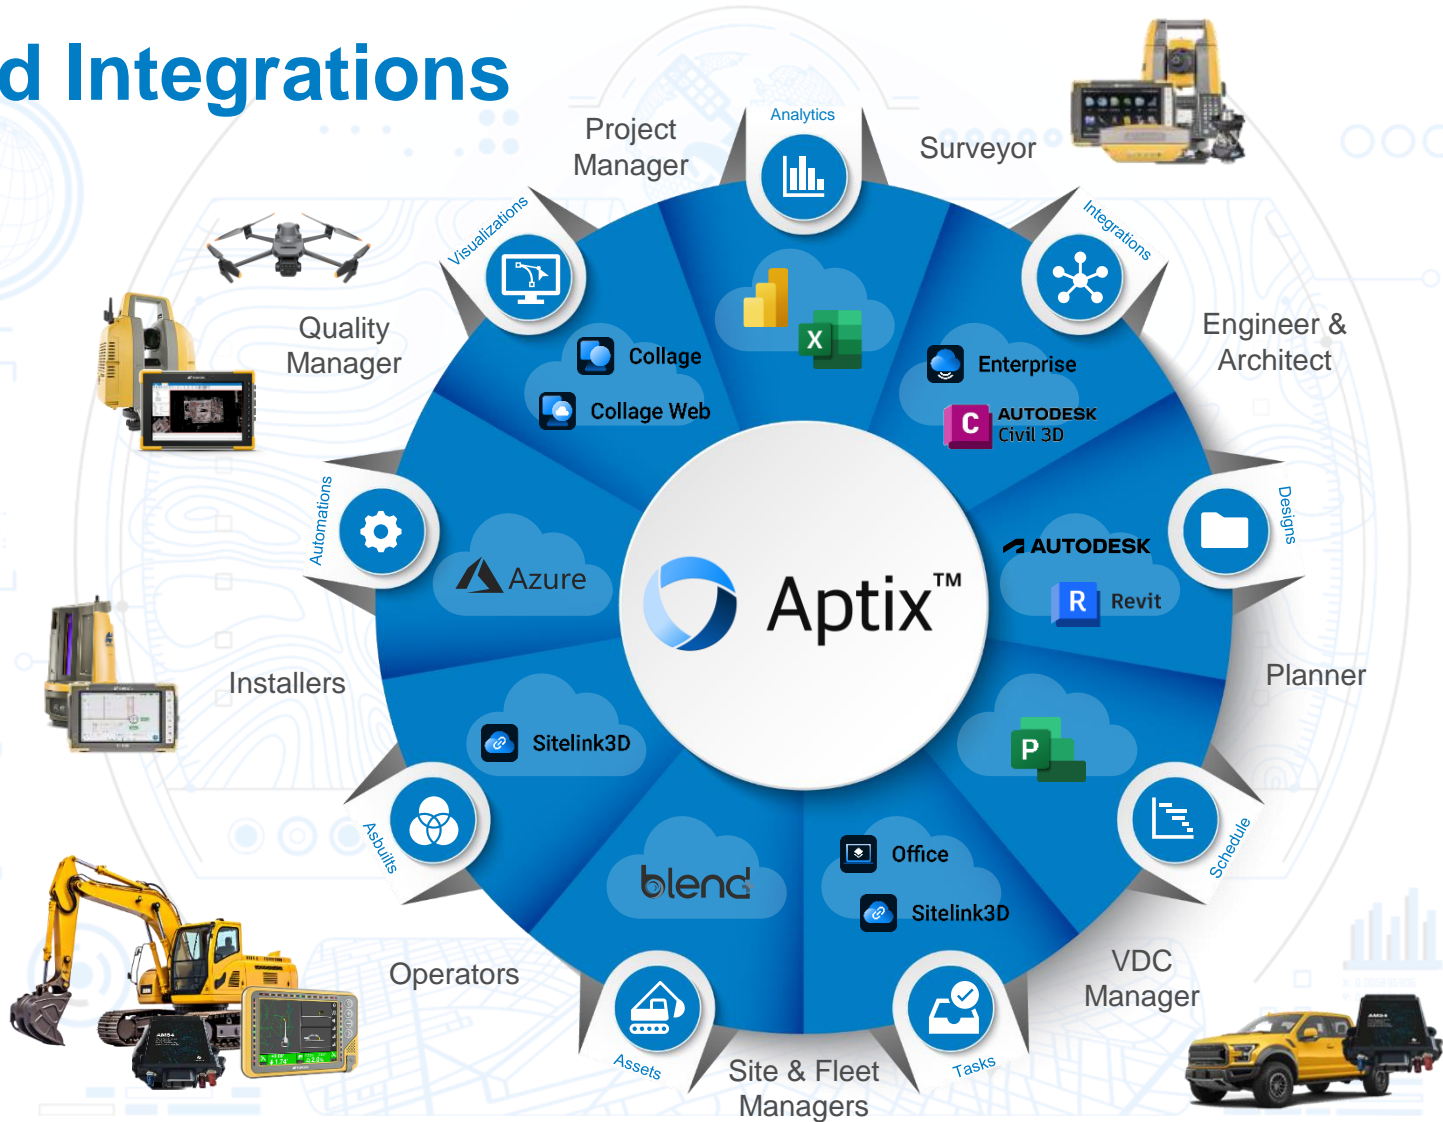 d Integrations
Analytics
Project
Manager
Surveyor
Visualizations
Integrations
Quality
Manager
Engineer &
Architect
Collage
Collage Web
X
Enterprise
C
AUTODESK
Civil 3D
Automations
Designs
Azure
AUTODESK
R
Revit
Aptix™
Installers
Planner
Sitelink3D
P
Asbuilts
Schedule
blend
Office
Sitelink3D
Operators
VDC
Manager
Assets
Tasks
Site & Fleet
Managers